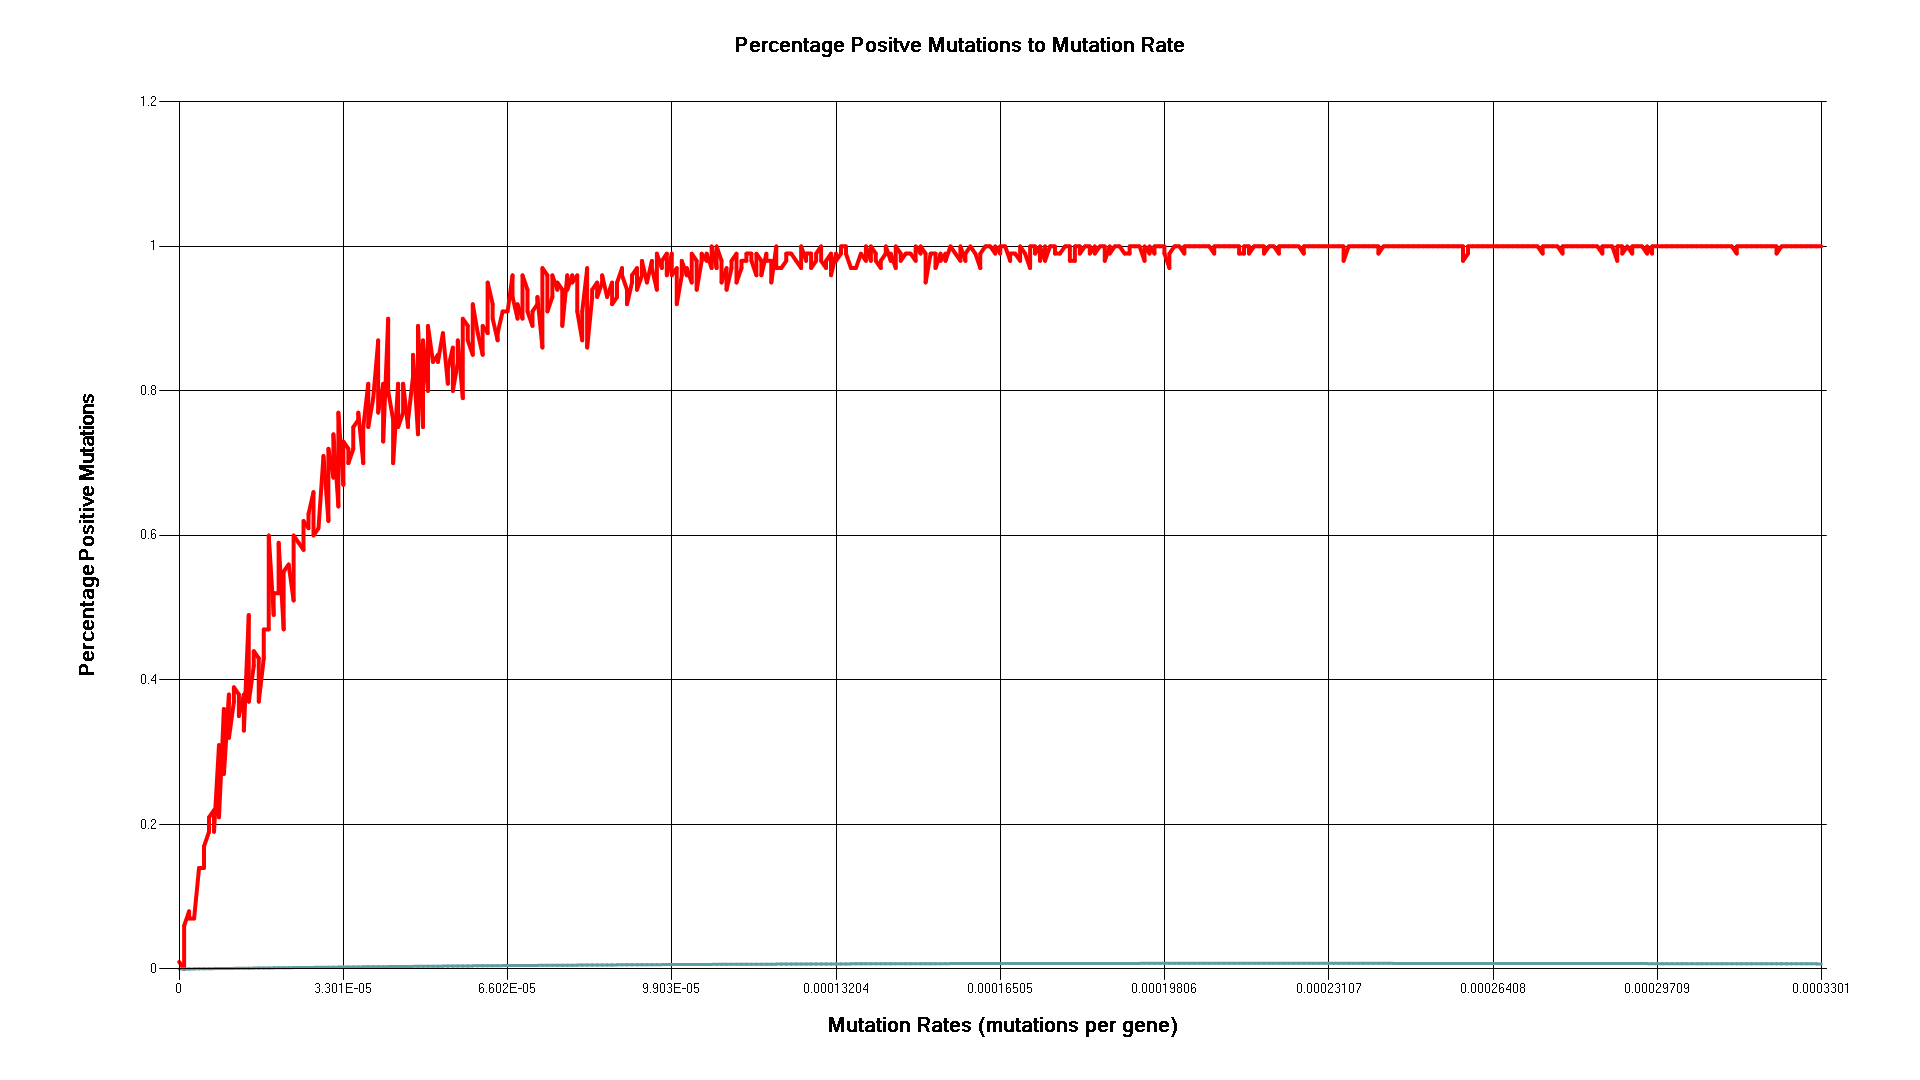 Percentage Positve Mutations to Mutation Rate
1.2
1
0.8
0.6
0.4
0.2
0
Percentage Positive Mutations
0 3.301E-05 6.602E-05 9.903E-05 0.00013204 0.00016505 0.00019806 0.00023107 0.00026408 0.00029709 0.0003301
Mutation Rates (mutations per gene)